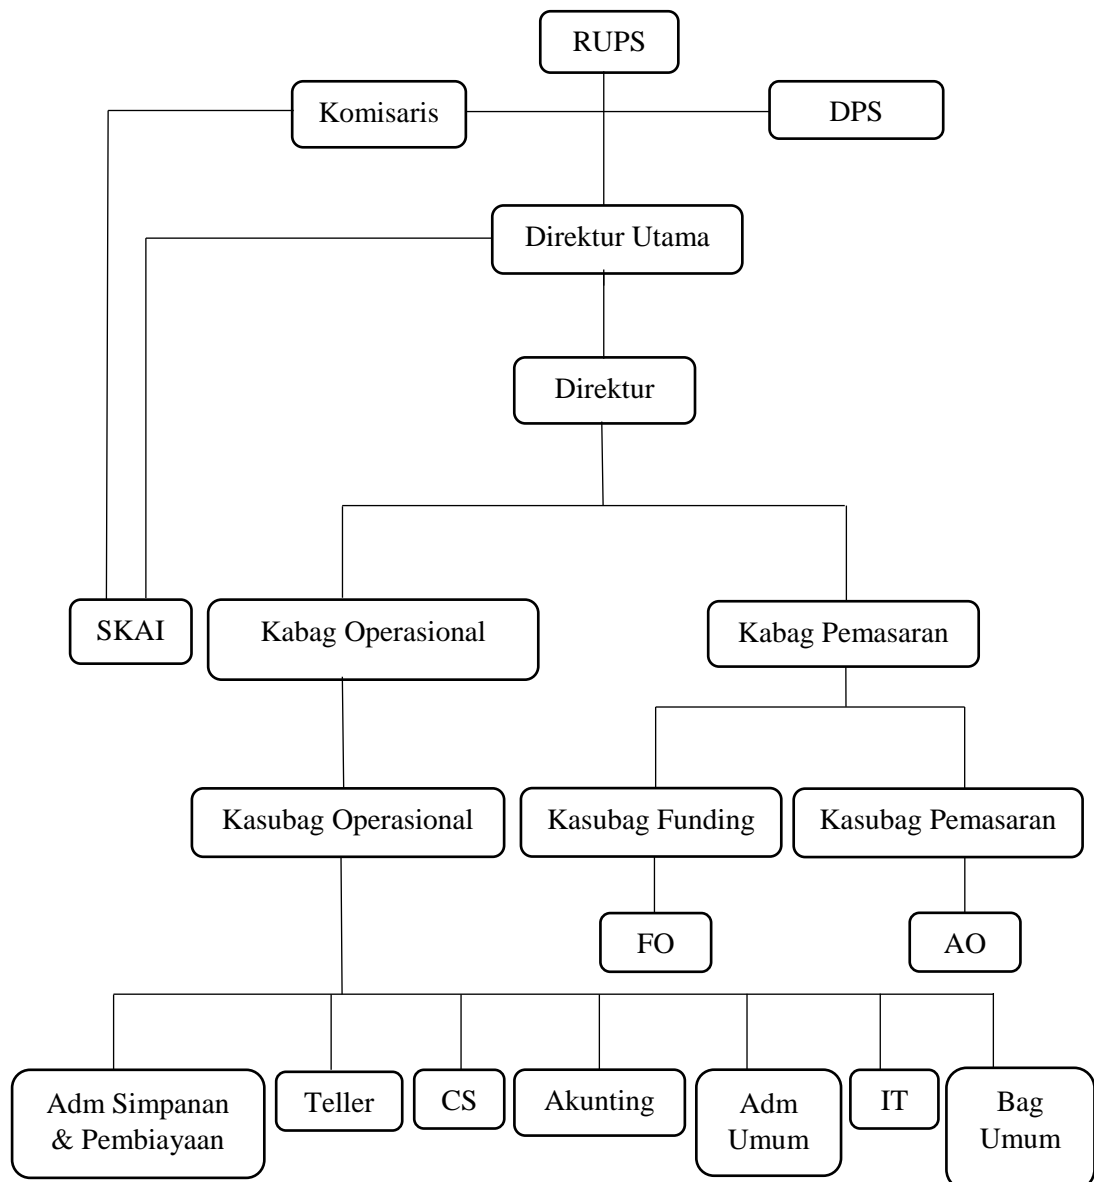 RUPS
Komisaris
DPS
Direktur Utama
Direktur
SKAI
Kabag Operasional
Kabag Pemasaran
Kasubag Operasional
Kasubag Funding
Kasubag Pemasaran
FO
AO
Adm Simpanan
& Pembiayaan
Teller
CS
Akunting
Adm
Umum
IT
Bag
Umum